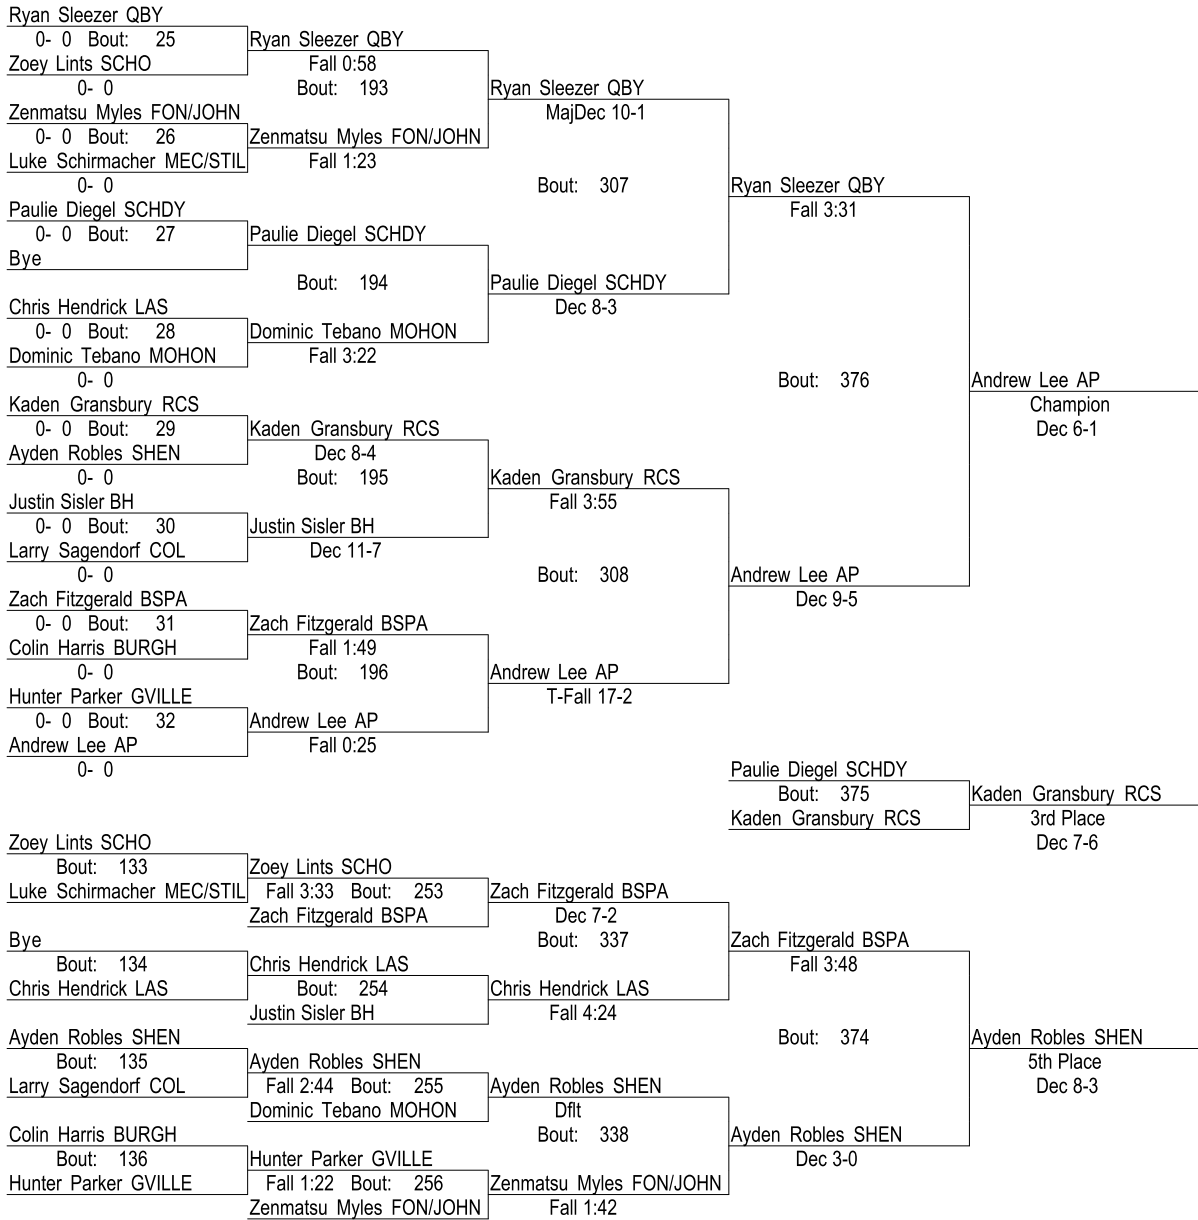 Ryan Sleezer QBY
0- 0 Bout: 25 Ryan Sleezer QBY
Zoey Lints SCHO Fall 0:58
0- 0 Bout: 193 Ryan Sleezer QBY
Zenmatsu Myles FON/JOHN MajDec 10-1
0- 0 Bout: 26 Zenmatsu Myles FON/JOHN
Luke Schirmacher MEC/STIL Fall 1:23
0- 0 Bout: 307 Ryan Sleezer QBY
Paulie Diegel SCHDY Fall 3:31
0- 0 Bout: 27 Paulie Diegel SCHDY
Bye
Bout: 194 Paulie Diegel SCHDY
Chris Hendrick LAS Dec 8-3
0- 0 Bout: 28 Dominic Tebano MOHON
Dominic Tebano MOHON Fall 3:22
0- 0 Bout: 376 Andrew Lee AP
Kaden Gransbury RCS Champion
0- 0 Bout: 29 Kaden Gransbury RCS Dec 6-1
Ayden Robles SHEN Dec 8-4
0- 0 Bout: 195 Kaden Gransbury RCS
Justin Sisler BH Fall 3:55
0- 0 Bout: 30 Justin Sisler BH
Larry Sagendorf COL Dec 11-7
0- 0 Bout: 308 Andrew Lee AP
Zach Fitzgerald BSPA Dec 9-5
0- 0 Bout: 31 Zach Fitzgerald BSPA
Colin Harris BURGH Fall 1:49
0- 0 Bout: 196 Andrew Lee AP
Hunter Parker GVILLE T-Fall 17-2
0- 0 Bout: 32 Andrew Lee AP
Andrew Lee AP Fall 0:25
0- 0 Paulie Diegel SCHDY
Bout: 375 Kaden Gransbury RCS
Kaden Gransbury RCS 3rd Place
Zoey Lints SCHO Dec 7-6
Bout: 133 Zoey Lints SCHO
Luke Schirmacher MEC/STIL Fall 3:33 Bout: 253 Zach Fitzgerald BSPA
Zach Fitzgerald BSPA Dec 7-2
Bye Bout: 337 Zach Fitzgerald BSPA
Bout: 134 Chris Hendrick LAS Fall 3:48
Chris Hendrick LAS Bout: 254 Chris Hendrick LAS
Justin Sisler BH Fall 4:24
Ayden Robles SHEN Bout: 374 Ayden Robles SHEN
Bout: 135 Ayden Robles SHEN 5th Place
Larry Sagendorf COL Fall 2:44 Bout: 255 Ayden Robles SHEN Dec 8-3
Dominic Tebano MOHON Dflt
Colin Harris BURGH Bout: 338 Ayden Robles SHEN
Bout: 136 Hunter Parker GVILLE Dec 3-0
Hunter Parker GVILLE Fall 1:22 Bout: 256 Zenmatsu Myles FON/JOHN
Zenmatsu Myles FON/JOHN Fall 1:42